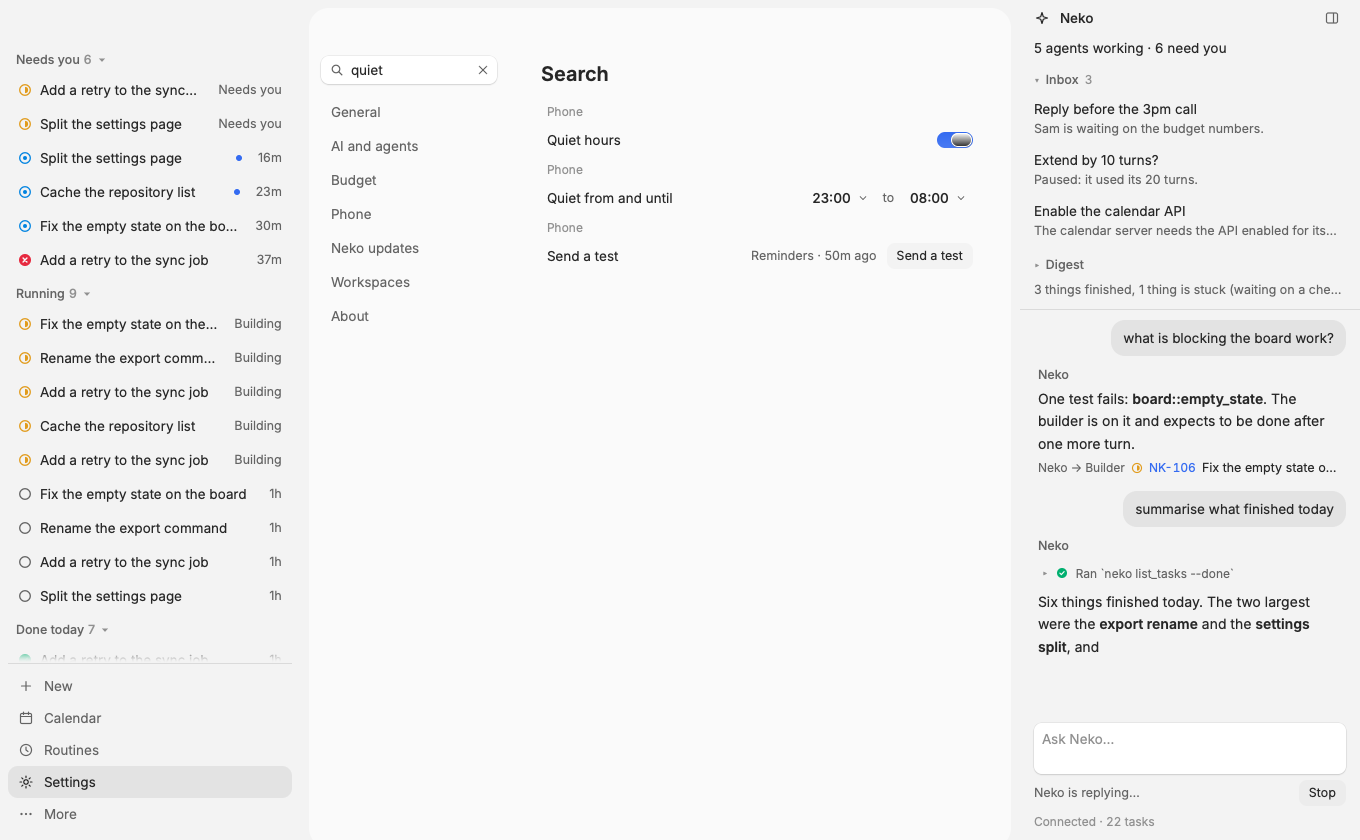 Needs you 6
Add a retry to the sync... Needs you
Split the settings page Needs you
Split the settings page 16m
Cache the repository list 23m
Fix the empty state on the bo... 30m
Add a retry to the sync job 37m
Running 9
Fix the empty state on the... Building
Rename the export comm... Building
Add a retry to the sync job Building
Cache the repository list Building
Add a retry to the sync job Building
Fix the empty state on the board 1h
Rename the export command 1h
Add a retry to the sync job 1h
Split the settings page 1h
Done today 7
Add a retry to the sync job 1h
New
Calendar
Routines
Settings
More
quiet
General
AI and agents
Budget
Phone
Neko updates
Workspaces
About
Search
Phone
Quiet hours
Phone
Quiet from and until 23:00 to 08:00
Phone
Send a test Reminders · 50m ago Send a test
Neko
5 agents working · 6 need you
Inbox 3
Reply before the 3pm call
Sam is waiting on the budget numbers.
Extend by 10 turns?
Paused: it used its 20 turns.
Enable the calendar API
The calendar server needs the API enabled for its...
Digest
3 things finished, 1 thing is stuck (waiting on a che...
what is blocking the board work?
Neko
One test fails: board::empty_state. The
builder is on it and expects to be done after
one more turn.
Neko → Builder NK-106 Fix the empty state o...
summarise what finished today
Neko
Ran `neko list_tasks --done`
Six things finished today. The two largest
were the export rename and the settings
split, and
Ask Neko...
Neko is replying... Stop
Connected · 22 tasks